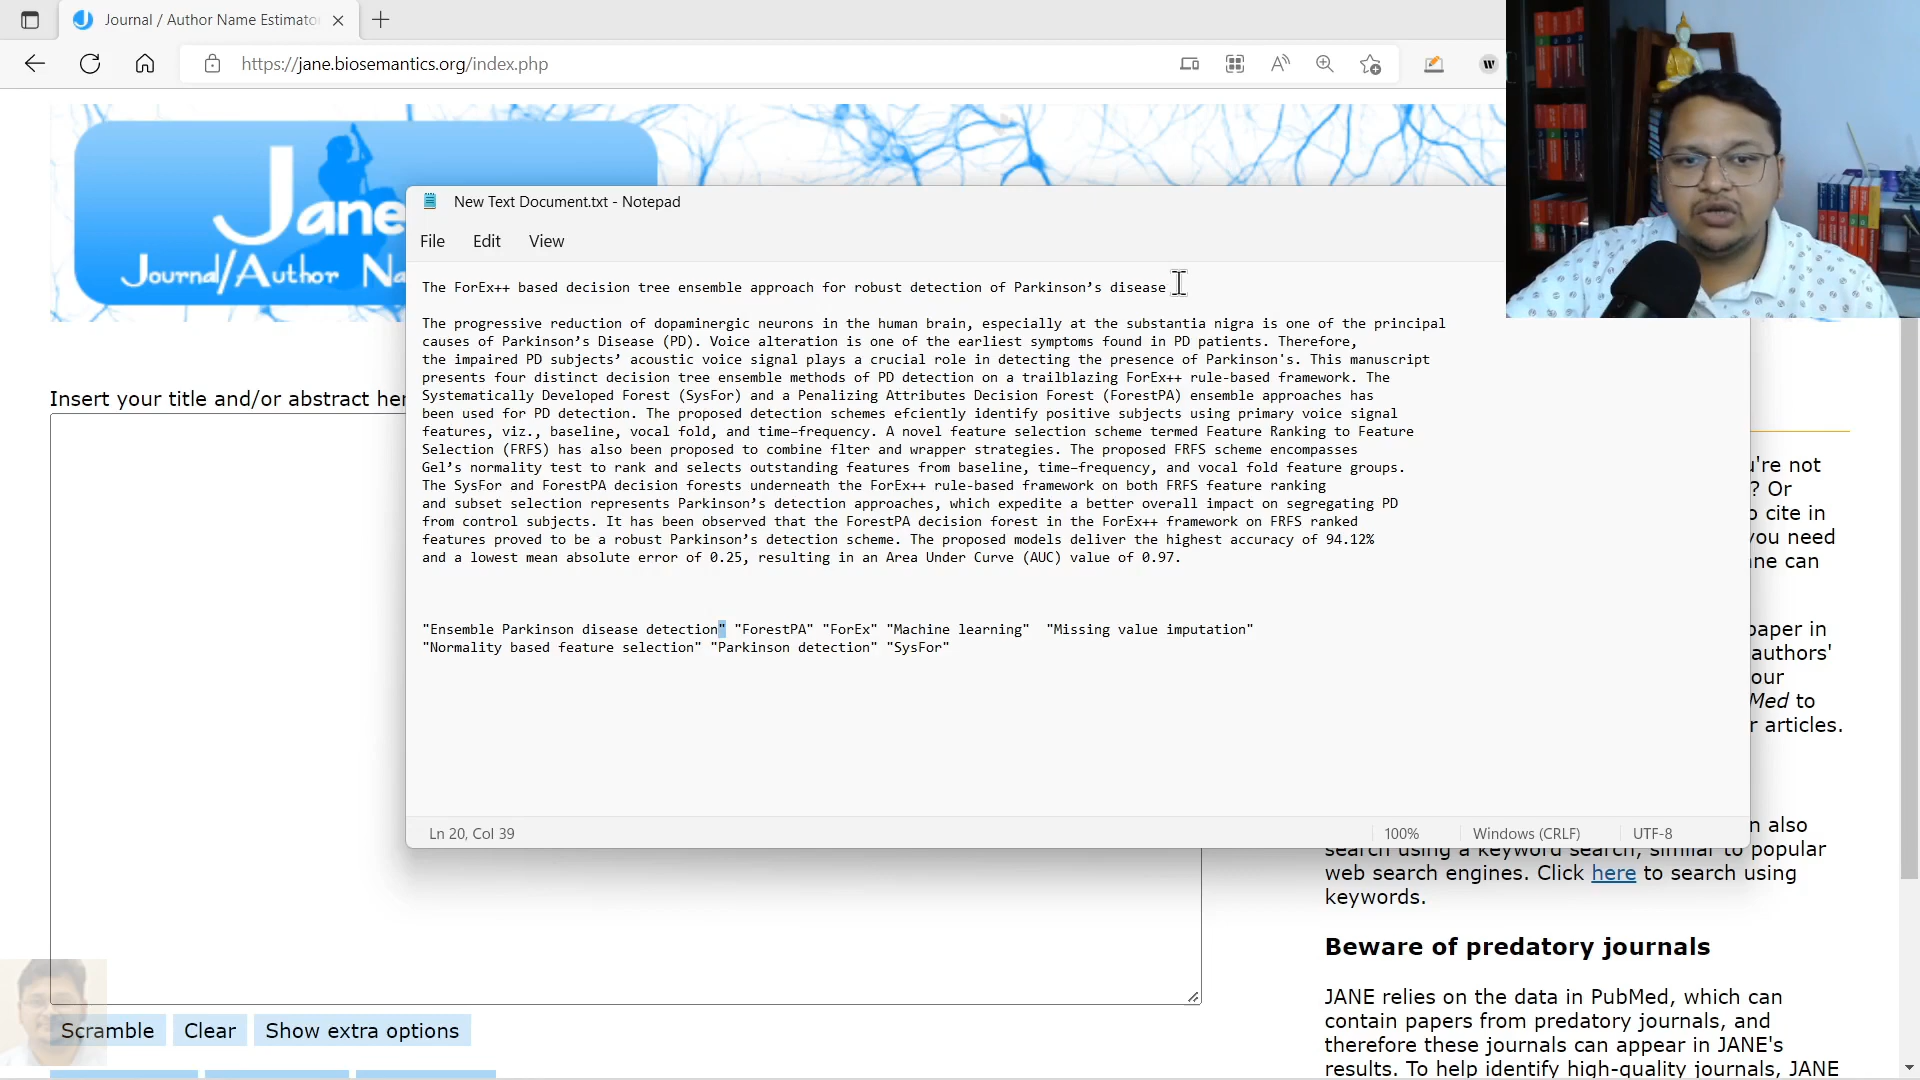 Journal / Author Name Estimato
https://jane.biosemantics.org/index.php
Jane
Journal/Author Na
New Text Document.txt - Notepad
File Edit View
The ForEx++ based decision tree ensemble approach for robust detection of Parkinson’s disease
The progressive reduction of dopaminergic neurons in the human brain, especially at the substantia nigra is one of the principal
causes of Parkinson’s Disease (PD). Voice alteration is one of the earliest symptoms found in PD patients. Therefore,
the impaired PD subjects’ acoustic voice signal plays a crucial role in detecting the presence of Parkinson's. This manuscript
presents four distinct decision tree ensemble methods of PD detection on a trailblazing ForEx++ rule-based framework. The
Systematically Developed Forest (SysFor) and a Penalizing Attributes Decision Forest (ForestPA) ensemble approaches has
been used for PD detection. The proposed detection schemes efciently identify positive subjects using primary voice signal
features, viz., baseline, vocal fold, and time–frequency. A novel feature selection scheme termed Feature Ranking to Feature
Selection (FRFS) has also been proposed to combine flter and wrapper strategies. The proposed FRFS scheme encompasses
Gel’s normality test to rank and selects outstanding features from baseline, time–frequency, and vocal fold feature groups.
The SysFor and ForestPA decision forests underneath the ForEx++ rule-based framework on both FRFS feature ranking
and subset selection represents Parkinson’s detection approaches, which expedite a better overall impact on segregating PD
from control subjects. It has been observed that the ForestPA decision forest in the ForEx++ framework on FRFS ranked
features proved to be a robust Parkinson’s detection scheme. The proposed models deliver the highest accuracy of 94.12%
and a lowest mean absolute error of 0.25, resulting in an Area Under Curve (AUC) value of 0.97.
"Ensemble Parkinson disease detection" "ForestPA" "ForEx" "Machine learning"  "Missing value imputation"
"Normality based feature selection" "Parkinson detection" "SysFor"
Ln 20, Col 39
100%
Windows (CRLF)
UTF-8
Insert your title and/or abstract her
Scramble
Clear
Show extra options
u're not
? Or
o cite in
you need
ne can
paper in
authors'
our
Med to
r articles.
n also
search using a keyword search, similar to popular
web search engines. Click here to search using
keywords.
Beware of predatory journals
JANE relies on the data in PubMed, which can
contain papers from predatory journals, and
therefore these journals can appear in JANE's
results. To help identify high-quality journals, JANE